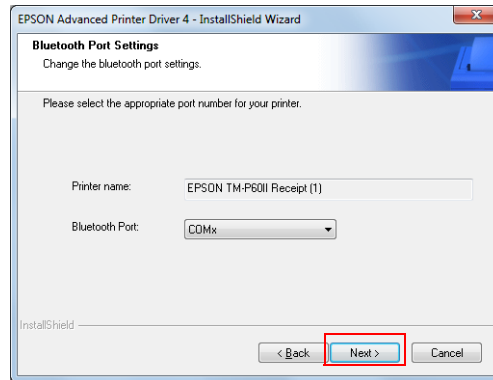 EPSON Advanced Printer Driver 4 - InstallShield Wizard
Bluetooth Port Settings
Change the bluetooth port settings.
Please select the appropriate port number for your printer.
Printer name: EPSON TM-P60II Receipt (1)
Bluetooth Port: COMx
InstallShield
< Back Next > Cancel